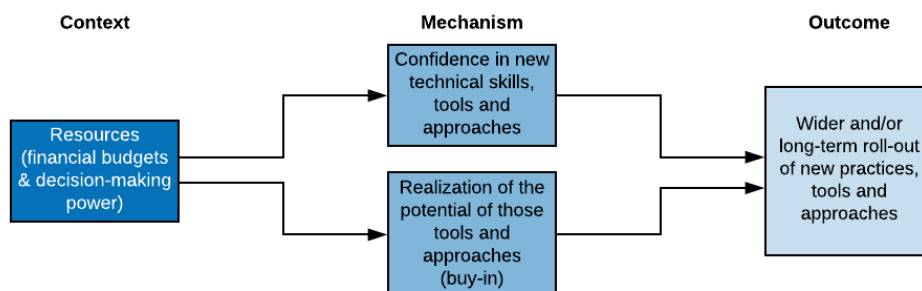 Context
Mechanism
Outcome
Resources
(financial budgets
& decision-making
power)
Confidence in new
technical skills,
tools and
approaches
Realization of the
potential of those
tools and
approaches
(buy-in)
Wider and/or
long-term roll-out
of new practices,
tools and
approaches